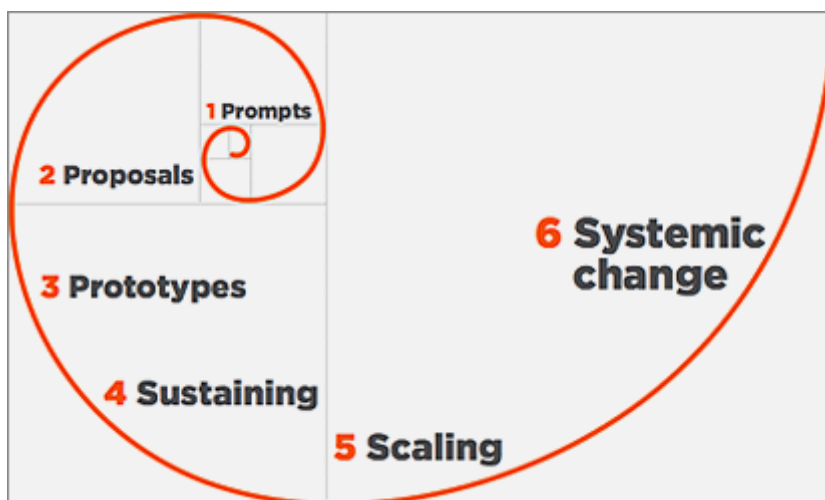 1 Prompts
2 Proposals
3 Prototypes
4 Sustaining
5 Scaling
6 Systemic
change